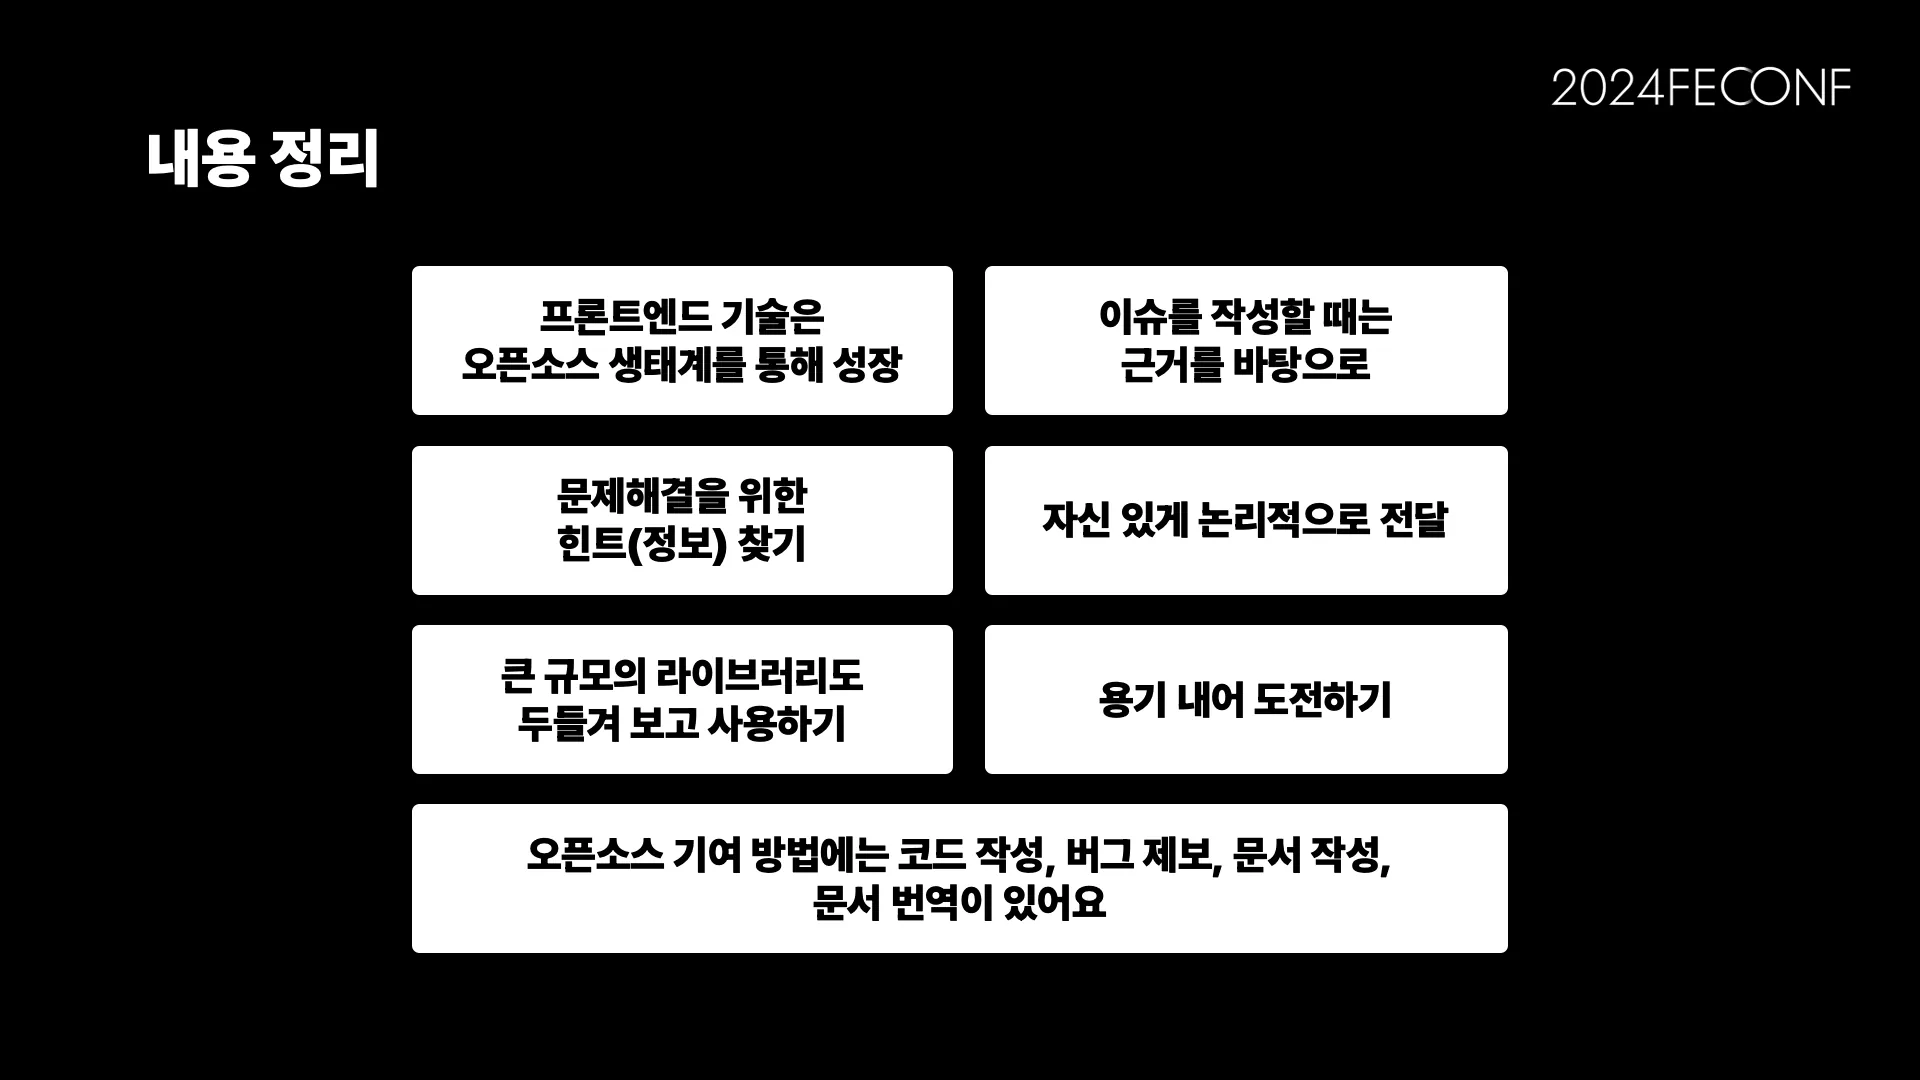 2024FECONF
내용 정리
프론트엔드 기술은
오픈소스 생태계를 통해 성장
이슈를 작성할 때는
근거를 바탕으로
문제해결을 위한
힌트(정보) 찾기
자신 있게 논리적으로 전달
큰 규모의 라이브러리도
두들겨 보고 사용하기
용기 내어 도전하기
오픈소스 기여 방법에는 코드 작성, 버그 제보, 문서 작성,
문서 번역이 있어요